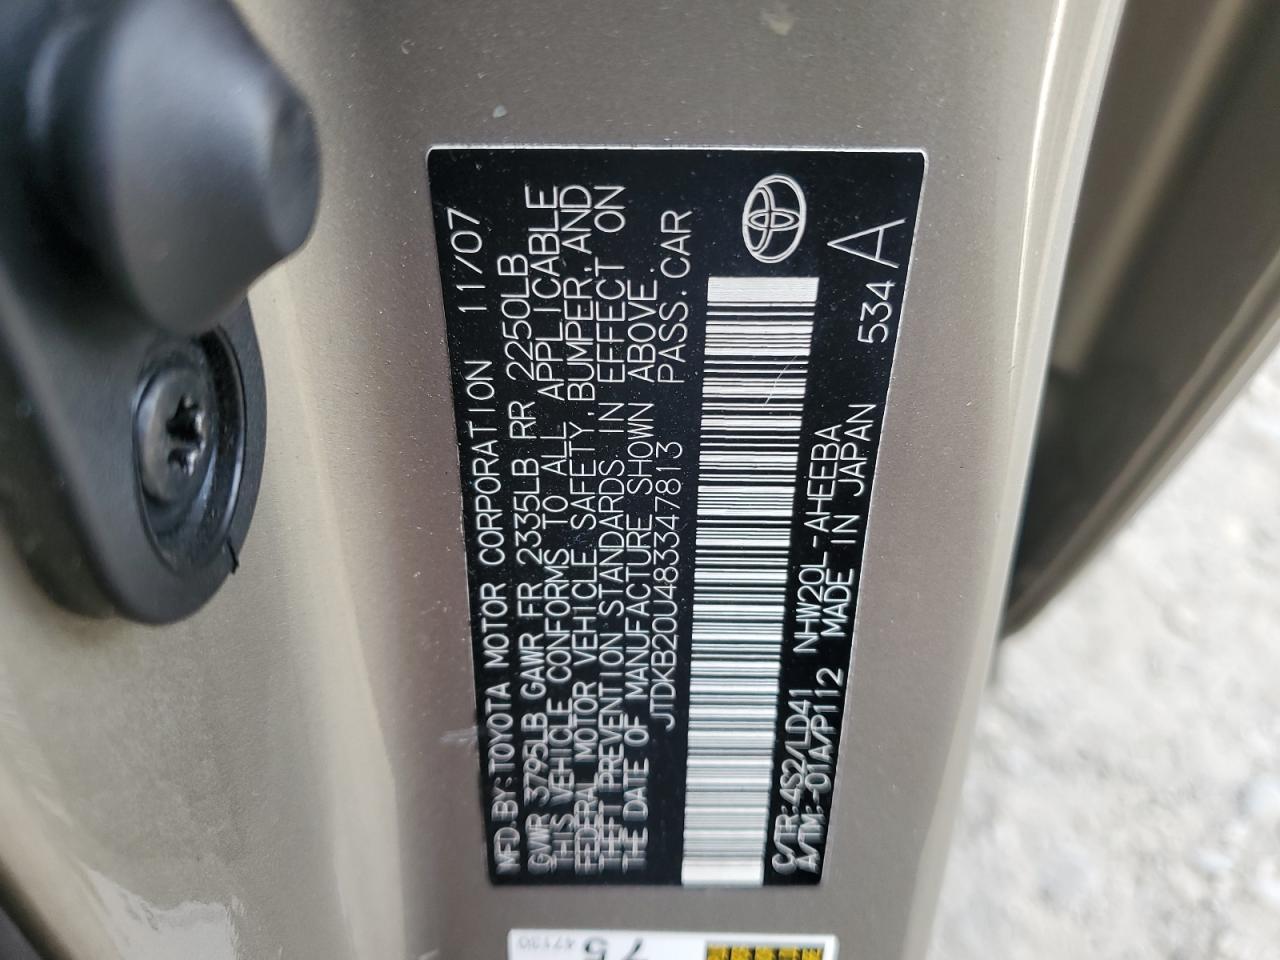 MFD.BY:TOYOTA MOTOR CORPORATION 11/07
GVWR 3795LB GAWR FR 2335LB RR 2250LB
THIS VEHICLE CONFORMS TO ALL APPLICABLE
FEDERAL MOTOR VEHICLE SAFETY,BUMPER,AND
THEFT PREVENTION STANDARDS IN EFFECT ON
THE DATE OF MANUFACTURE SHOWN ABOVE.
JTDKB20U483347813 PASS.CAR
C/TR:4S2/LD41 NHW20L-AHEEBA
A/TM:-01A/P112 MADE IN JAPAN 534 A
75
47130